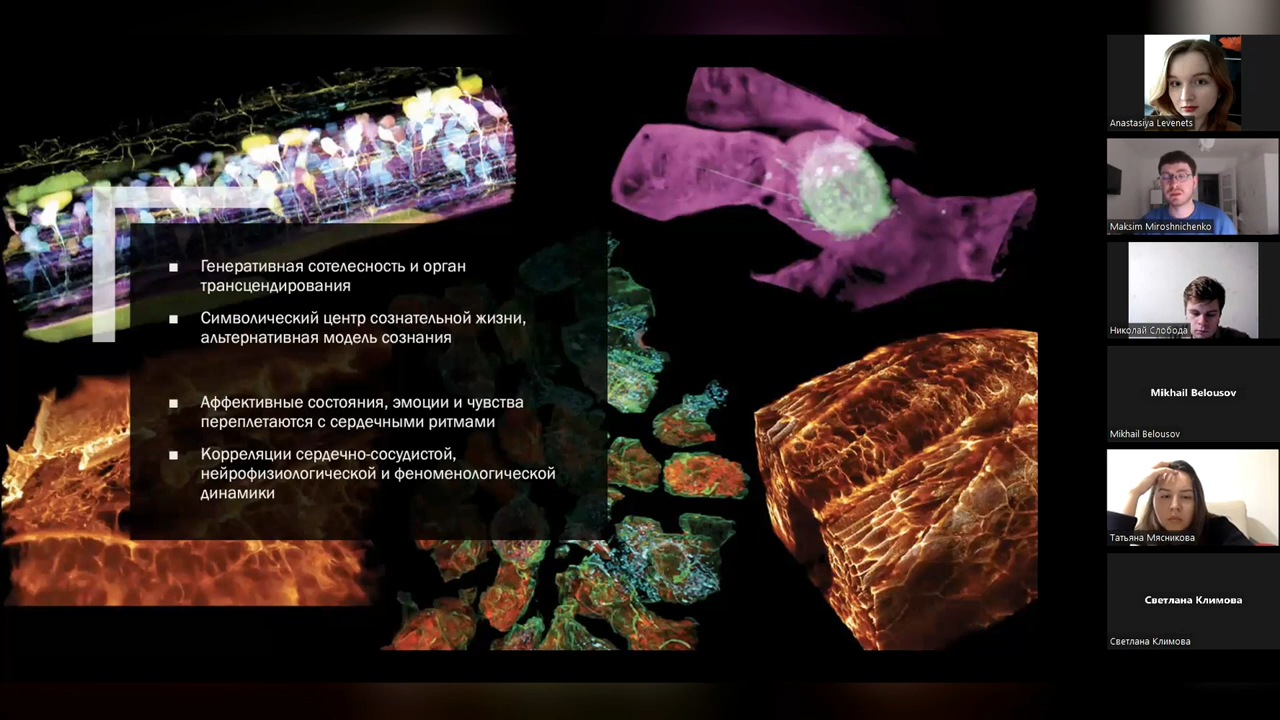 Генеративная сотелесность и орган
трансцендирования
Символический центр сознательной жизни,
альтернативная модель сознания
Аффективные состояния, эмоции и чувства
переплетаются с сердечными ритмами
Корреляции сердечно-сосудистой,
нейрофизиологической и феноменологической
динамики
Anastasiya Levenets
Maksim Miroshnichenko
Николай Слобода
Mikhail Belousov
Mikhail Belousov
Татьяна Мясникова
Светлана Климова
Светлана Климова